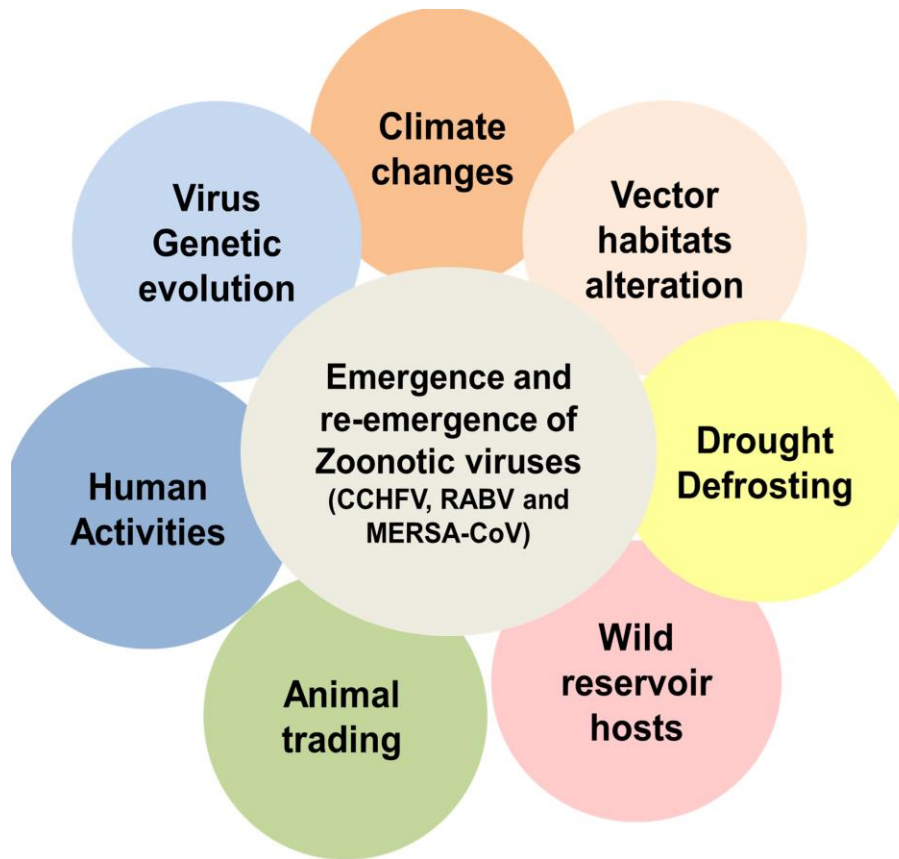 Climate
changes
Vector
habitats
alteration
Drought
Defrosting
Wild
reservoir
hosts
Animal
trading
Human
Activities
Virus
Genetic
evolution
Emergence and
re-emergence of
Zoonotic viruses
(CCHFV, RABV and
MERSA-CoV)